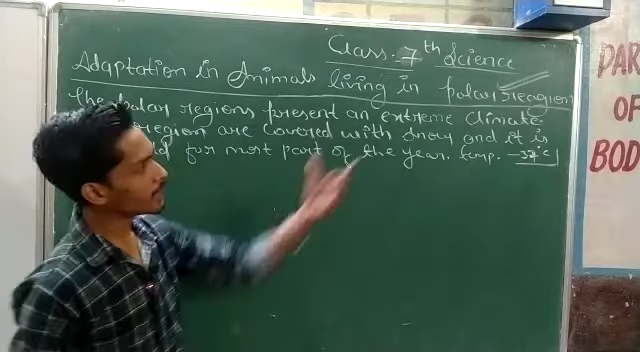 Class. 7th Science
Adaptation in Animals living in polar reagion
The polar regions present an extreme climate
region are covered with snow and it is
for most part of the year. temp. -37°c
PAR
OF
BOD